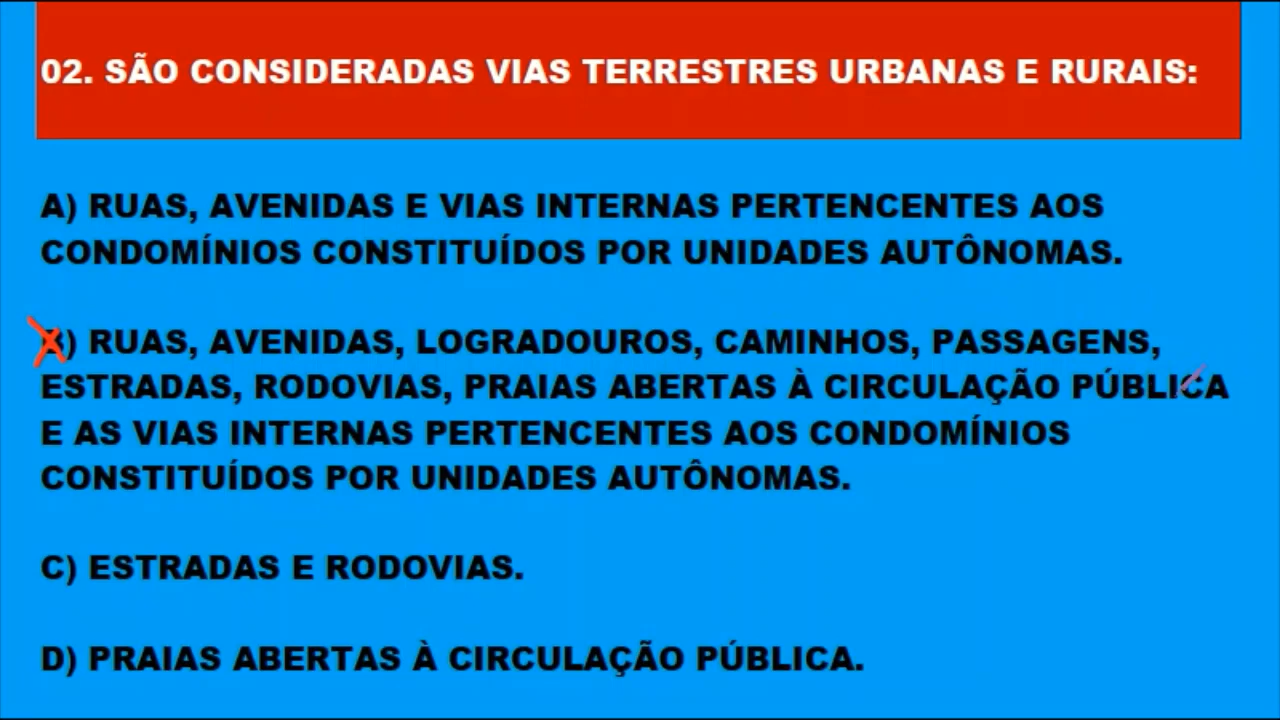 02. SÃO CONSIDERADAS VIAS TERRESTRES URBANAS E RURAIS:
A) RUAS, AVENIDAS E VIAS INTERNAS PERTENCENTES AOS
CONDOMÍNIOS CONSTITUÍDOS POR UNIDADES AUTÔNOMAS.
B) RUAS, AVENIDAS, LOGRADOUROS, CAMINHOS, PASSAGENS,
ESTRADAS, RODOVIAS, PRAIAS ABERTAS À CIRCULAÇÃO PÚBLICA
E AS VIAS INTERNAS PERTENCENTES AOS CONDOMÍNIOS
CONSTITUÍDOS POR UNIDADES AUTÔNOMAS.
C) ESTRADAS E RODOVIAS.
D) PRAIAS ABERTAS À CIRCULAÇÃO PÚBLICA.